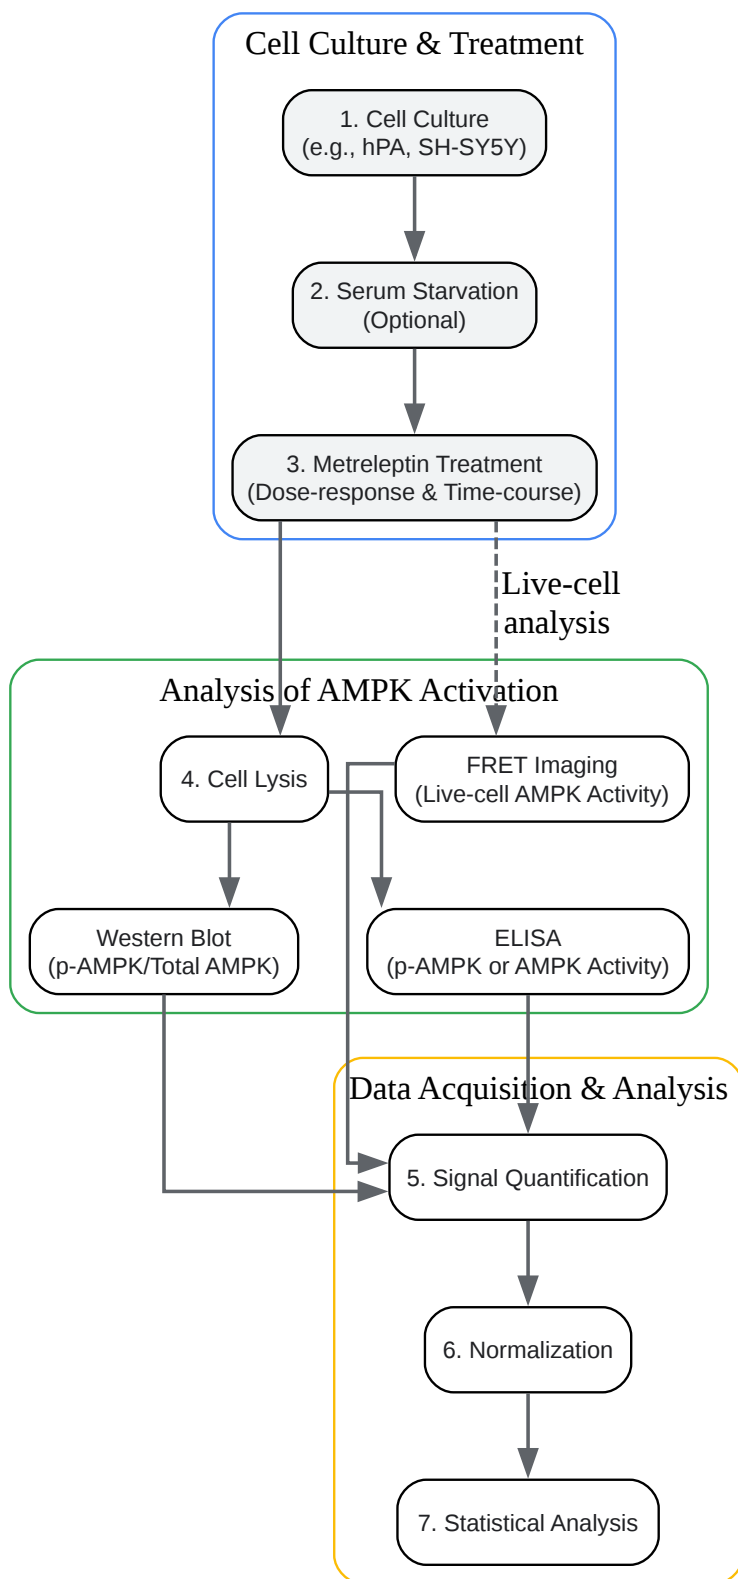 Cell Culture & Treatment
1. Cell Culture
(e.g., hPA, SH-SY5Y)
2. Serum Starvation
(Optional)
3. Metreleptin Treatment
(Dose-response & Time-course)
Live-cell
analysis
Analysis of AMPK Activation
4. Cell Lysis
FRET Imaging
(Live-cell AMPK Activity)
Western Blot
(p-AMPK/Total AMPK)
ELISA
(p-AMPK or AMPK Activity)
Data Acquisition & Analysis
5. Signal Quantification
6. Normalization
7. Statistical Analysis